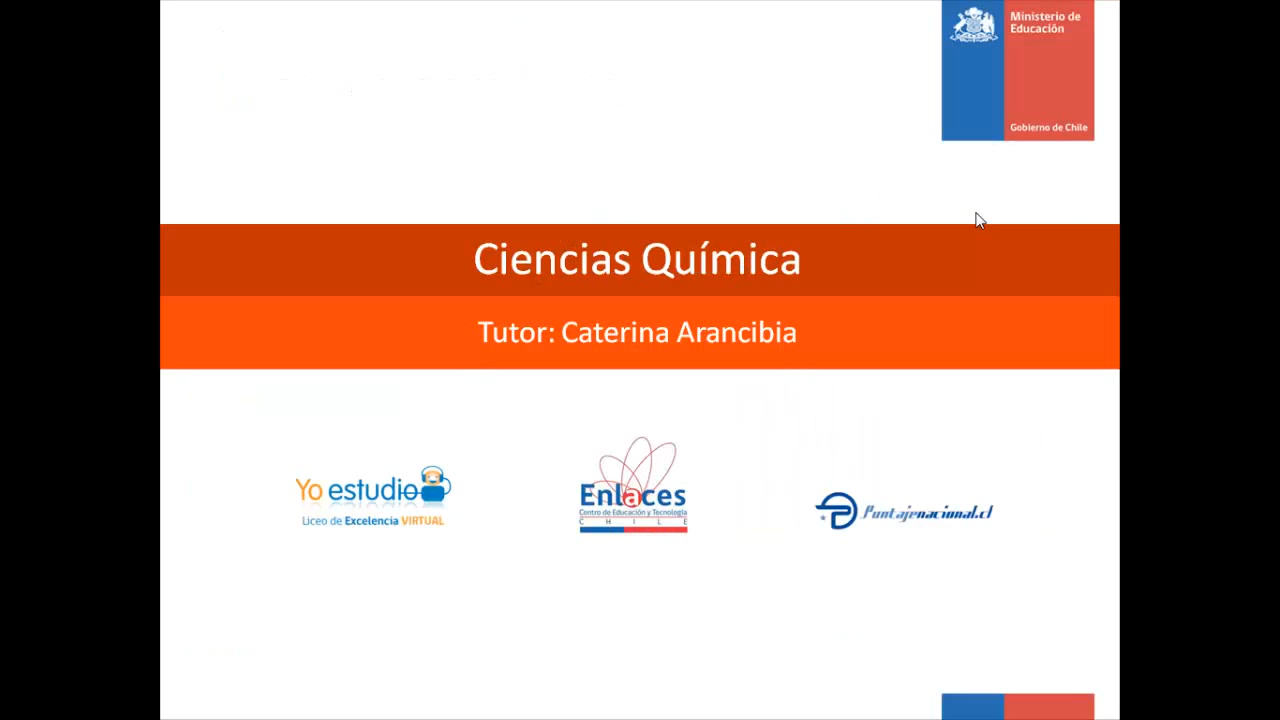 Ministerio de
Educación
Gobierno de Chile
Ciencias Química
Tutor: Caterina Arancibia
Yo estudio
Liceo de Excelencia VIRTUAL
Enlaces
Centro de Educación y Tecnología
C H I L E
Puntajenacional.cl